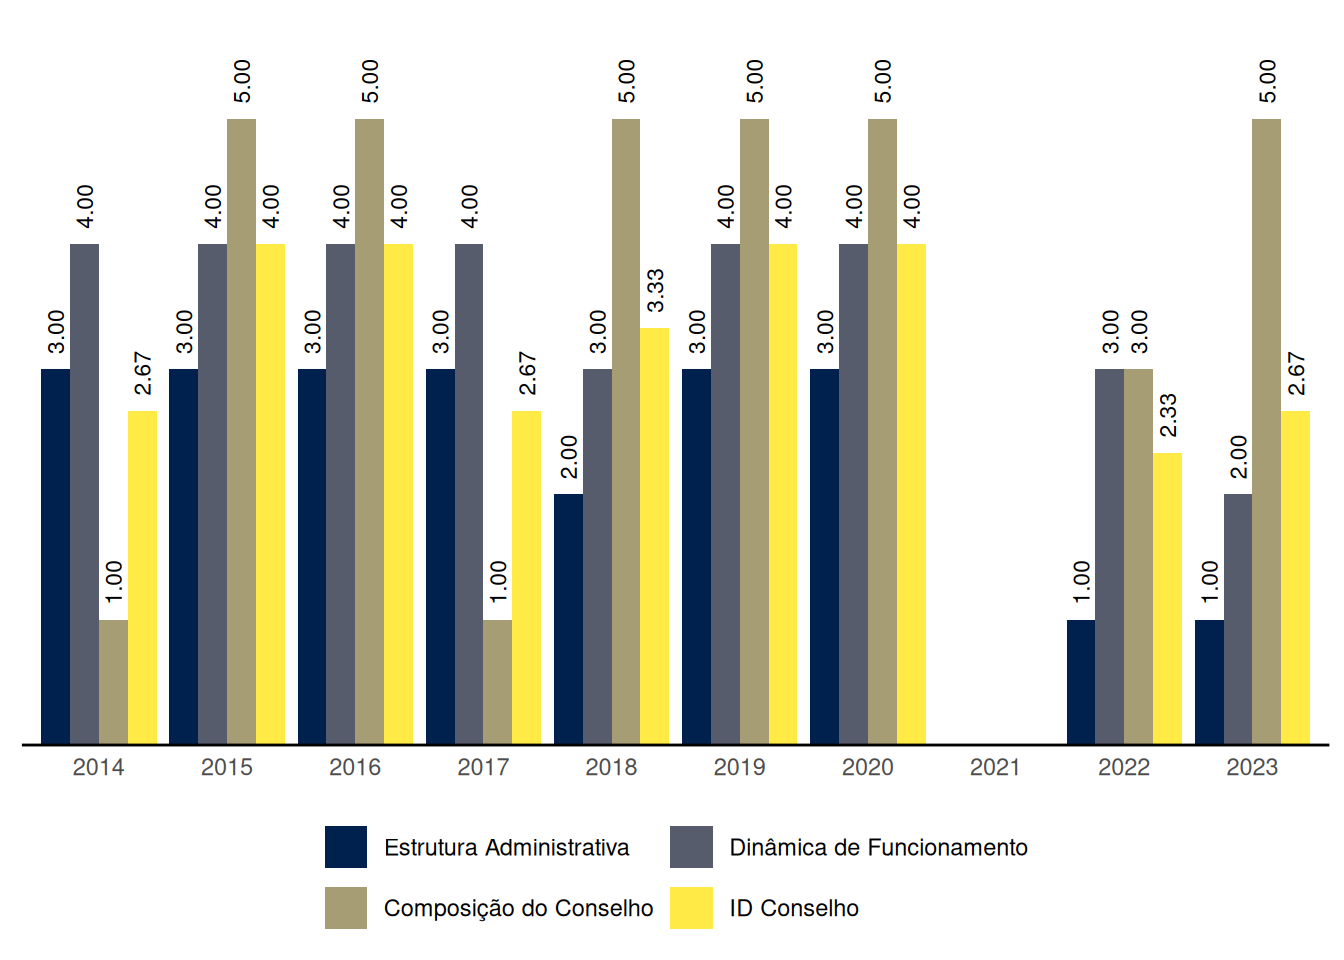 3.00 4.00 1.00 2.67 3.00 4.00 5.00 4.00 3.00 4.00 5.00 4.00 3.00 4.00 1.00 2.67 2.00 3.00 5.00 3.33 3.00 4.00 5.00 4.00 3.00 4.00 5.00 4.00 1.00 3.00 3.00 2.33 1.00 2.00 5.00 2.67
2014 2015 2016 2017 2018 2019 2020 2021 2022 2023
Estrutura Administrativa Dinâmica de Funcionamento
Composição do Conselho ID Conselho